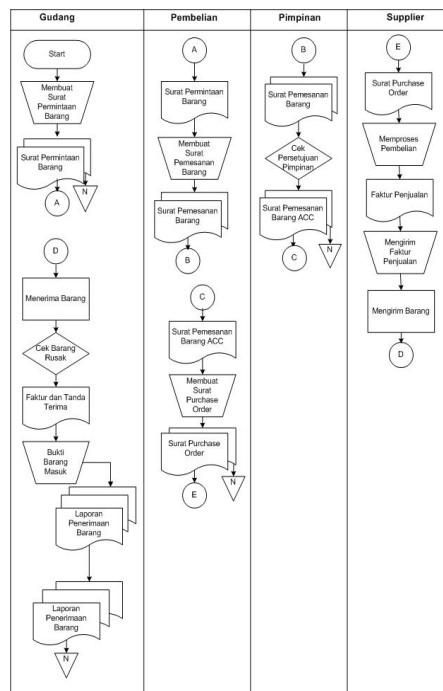 Gudang
Pembelian
Pimpinan
Supplier
Start
Membuat
Surat
Permintaan
Barang
Surat Permintaan
Barang
N
A
D
Menerima Barang
Cek Barang
Rusak
Faktur dan Tanda
Terima
Bukti
Barang
Masuk
Laporan
Penerimaan
Barang
Laporan
Penerimaan
Barang
N
A
Surat Permintaan
Barang
Membuat
Surat
Pemesanan
Barang
Surat Pemesanan
Barang
B
C
Surat Pemesanan
Barang ACC
Membuat
Surat
Purchase
Order
Surat Purchase
Order
N
E
B
Surat Pemesanan
Barang
Cek
Persetujuan
Pimpinan
Surat Pemesanan
Barang ACC
N
C
E
Surat Purchase
Order
Memproses
Pembelian
Faktur Penjualan
Mengirim
Faktur
Penjualan
Mengirim Barang
D